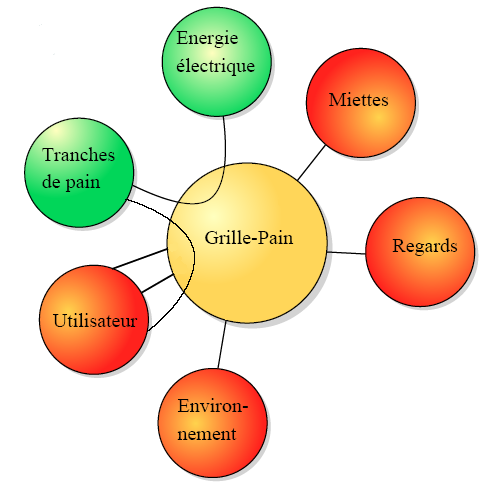 Energie
électrique
Miettes
Tranches
de pain
Grille-Pain
Regards
Utilisateur
Environ-
nement